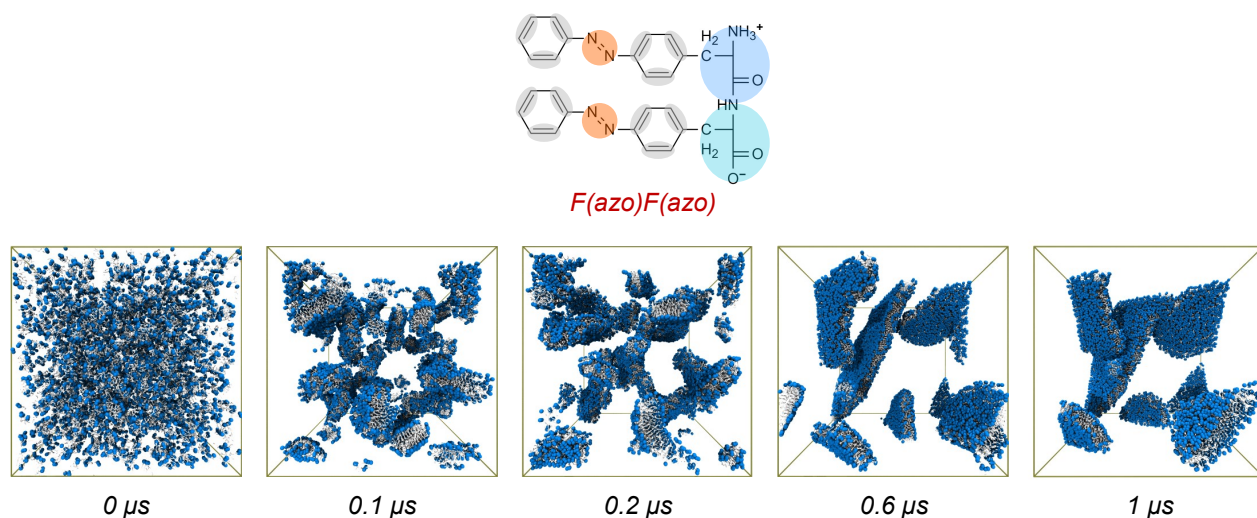 H₂ NH₃⁺
N
N C
O
HN
N
N C
H₂ O
O⁻
F(azo)F(azo)
0 µs 0.1 µs 0.2 µs 0.6 µs 1 µs